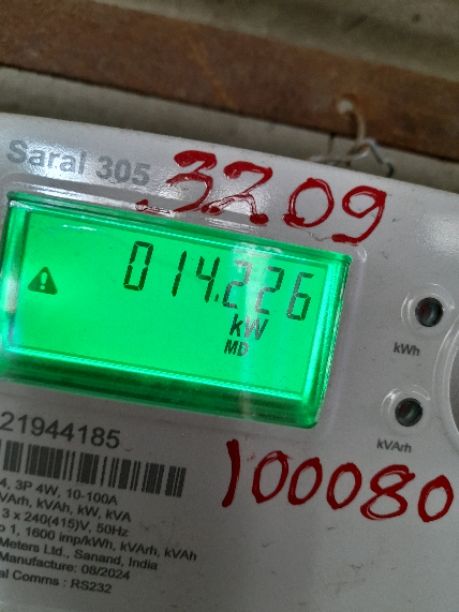 Saral 305
3209
014.226
kW
MD
kWh
kVArh
21944185
100080
4, 3P 4W, 10-100A
VArh, kVAh, kW, kVA
3 x 240(415)V, 50Hz
1, 1600 imp/kWh, kVArh, kVAh
Meters Ltd., Sanand, India
Manufacture: 08/2024
al Comms : RS232